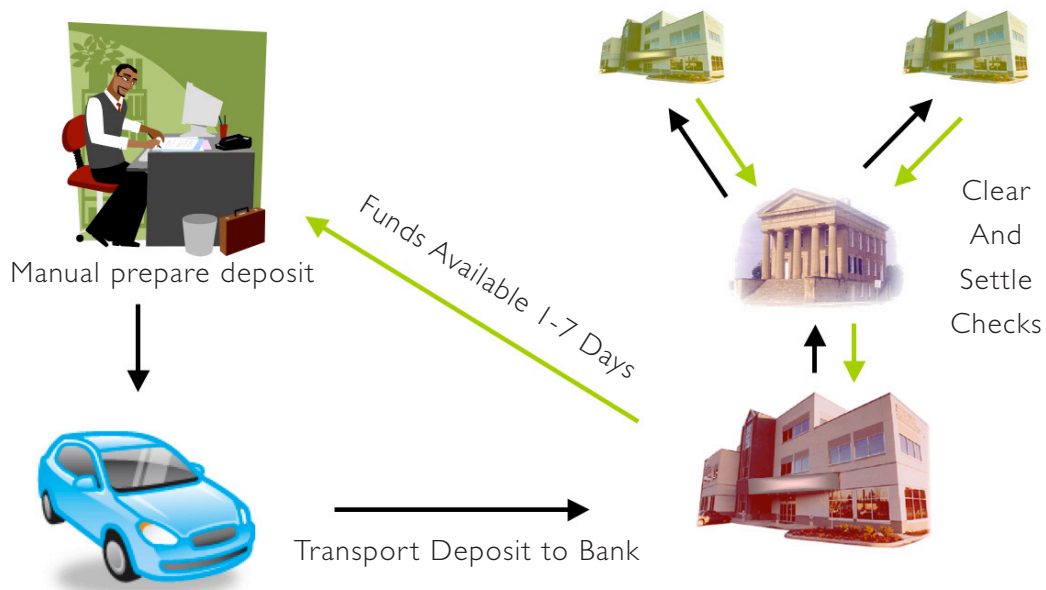 Manual prepare deposit
Funds Available 1-7 Days
Clear
And
Settle
Checks
Transport Deposit to Bank